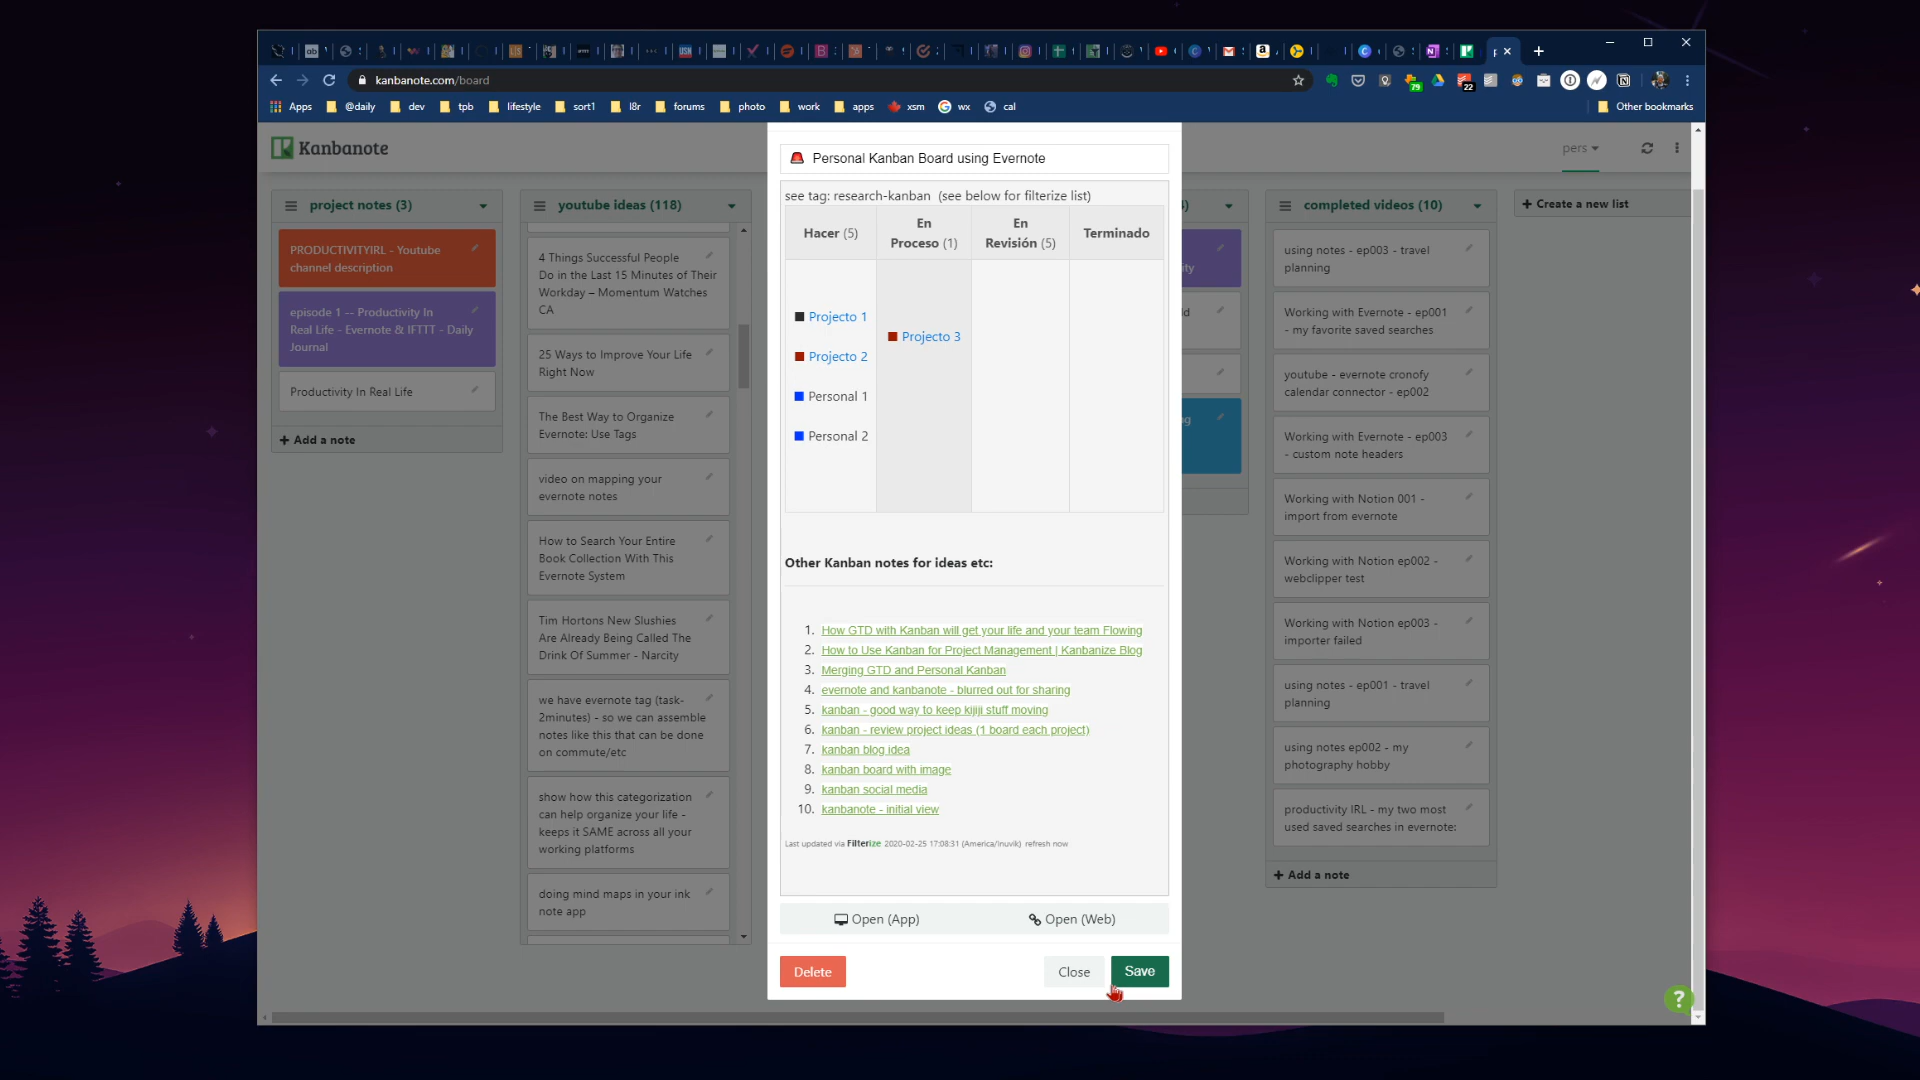 kanbanote.com/board
79
22
Apps @daily dev tpb lifestyle sort1 l8r forums photo work apps xsm wx cal Other bookmarks
Kanbanote
pers
project notes (3)
PRODUCTIVITYIRL - Youtube
channel description
episode 1 -- Productivity In
Real Life - Evernote & IFTTT - Daily
Journal
Productivity In Real Life
Add a note
youtube ideas (118)
4 Things Successful People
Do in the Last 15 Minutes of Their
Workday – Momentum Watches
CA
25 Ways to Improve Your Life
Right Now
The Best Way to Organize
Evernote: Use Tags
video on mapping your
evernote notes
How to Search Your Entire
Book Collection With This
Evernote System
Tim Hortons New Slushies
Are Already Being Called The
Drink Of Summer - Narcity
we have evernote tag (task-
2minutes) - so we can assemble
notes like this that can be done
on commute/etc
show how this categorization
can help organize your life -
keeps it SAME across all your
working platforms
doing mind maps in your ink
note app
Personal Kanban Board using Evernote
see tag: research-kanban (see below for filterize list)
Hacer (5)
En
Proceso (1)
En
Revisión (5)
Terminado
Projecto 1
Projecto 2
Personal 1
Personal 2
Projecto 3
Other Kanban notes for ideas etc:
1. How GTD with Kanban will get your life and your team Flowing
2. How to Use Kanban for Project Management | Kanbanize Blog
3. Merging GTD and Personal Kanban
4. evernote and kanbanote - blurred out for sharing
5. kanban - good way to keep kijiji stuff moving
6. kanban - review project ideas (1 board each project)
7. kanban blog idea
8. kanban board with image
9. kanban social media
10. kanbanote - initial view
Last updated via Filterize 2020-02-25 17:08:31 (America/Inuvik) refresh now
Open (App)
Open (Web)
Delete
Close
Save
completed videos (10)
using notes - ep003 - travel
planning
Working with Evernote - ep001
- my favorite saved searches
youtube - evernote cronofy
calendar connector - ep002
Working with Evernote - ep003
- custom note headers
Working with Notion 001 -
import from evernote
Working with Notion ep002 -
webclipper test
Working with Notion ep003 -
importer failed
using notes - ep001 - travel
planning
using notes ep002 - my
photography hobby
productivity IRL - my two most
used saved searches in evernote:
Add a note
Create a new list